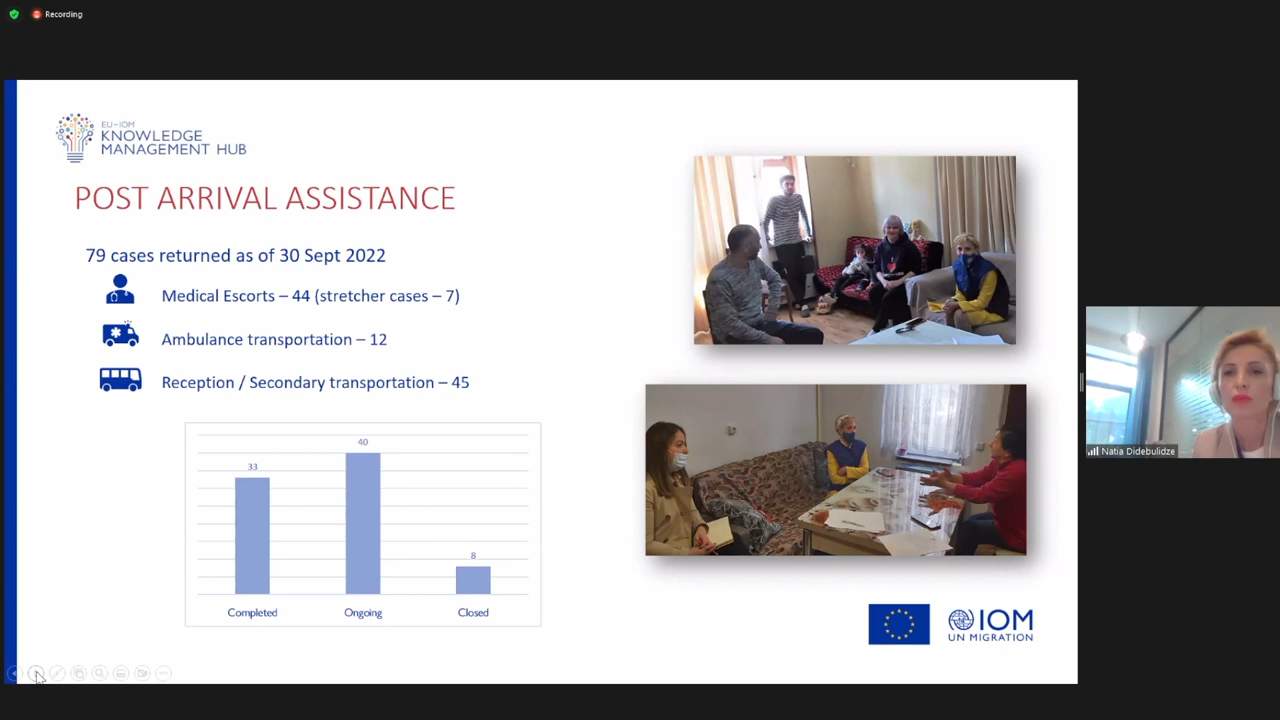 Recording
EU-IOM
KNOWLEDGE
MANAGEMENT HUB
POST ARRIVAL ASSISTANCE
79 cases returned as of 30 Sept 2022
Medical Escorts – 44 (stretcher cases – 7)
Ambulance transportation – 12
Reception / Secondary transportation – 45
33
40
8
Completed
Ongoing
Closed
IOM
UN MIGRATION
Natia Didebulidze